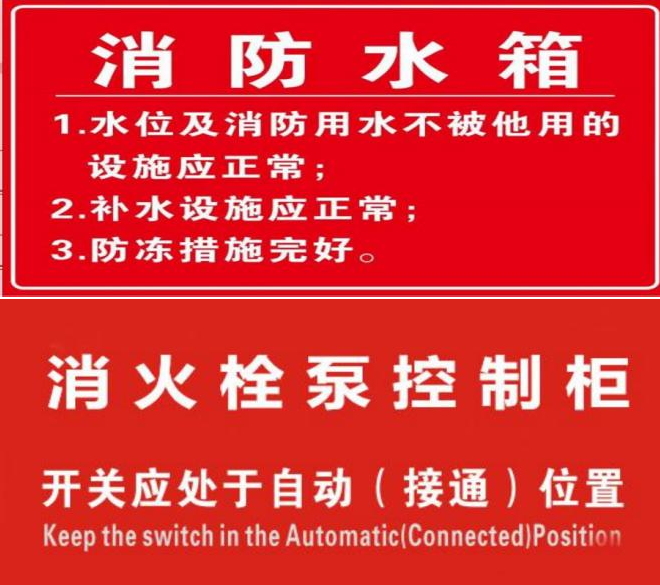 消防水箱
1.水位及消防用水不被他用的
设施应正常；
2.补水设施应正常；
3.防冻措施完好。
消火栓泵控制柜
开关应处于自动（接通）位置
Keep the switch in the Automatic(Connected)Position